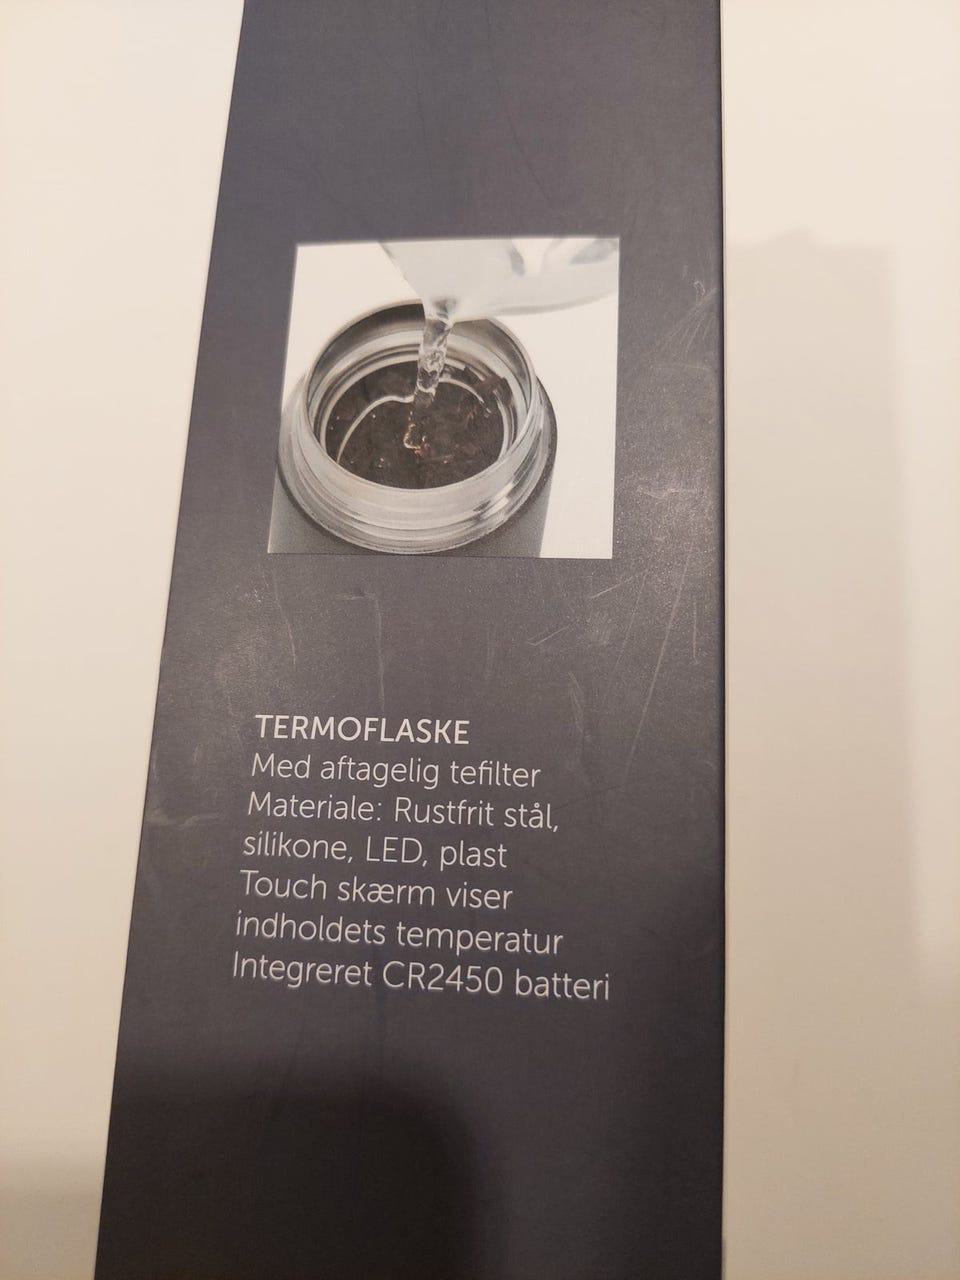 TERMOFLASKE
Med aftagelig tefilter
Materiale: Rustfrit stål,
silikone, LED, plast
Touch skærm viser
indholdets temperatur
Integreret CR2450 batteri